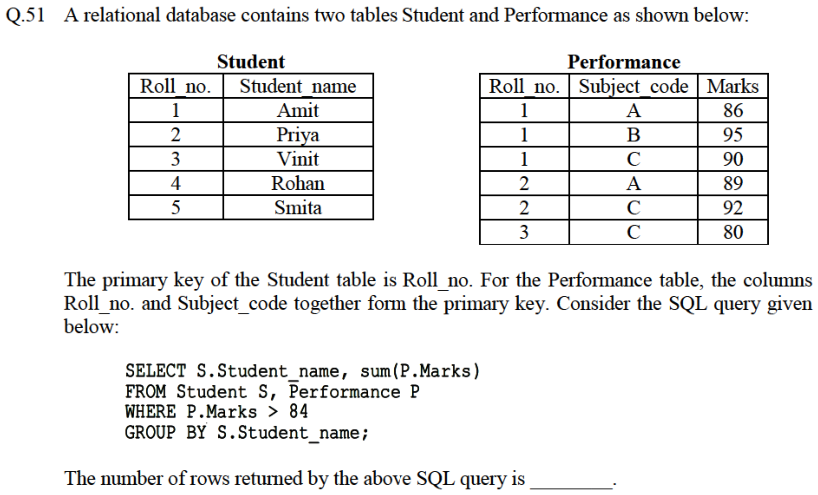 Q.51 A relational database contains two tables Student and Performance as shown below:
Student Performance
Roll_no. Student_name Roll_no. Subject_code Marks
1 Amit 1 A 86
2 Priya 1 B 95
3 Vinit 1 C 90
4 Rohan 2 A 89
5 Smita 2 C 92
3 C 80
The primary key of the Student table is Roll_no. For the Performance table, the columns
Roll_no. and Subject_code together form the primary key. Consider the SQL query given
below:
SELECT S.Student_name, sum(P.Marks)
FROM Student S, Performance P
WHERE P.Marks > 84
GROUP BY S.Student_name;
The number of rows returned by the above SQL query is _________.